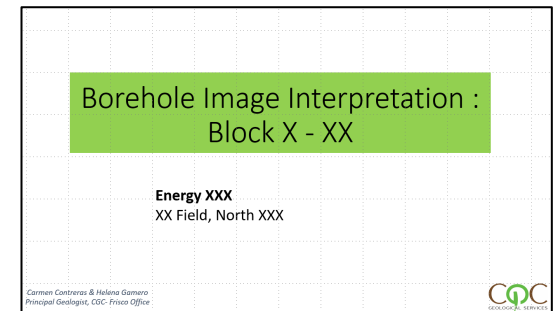 Borehole Image Interpretation :
Block X - XX
Energy XXX
XX Field, North XXX
Carmen Contreras & Helena Gamero
Principal Geologist, CGC- Frisco Office
CGC
GEOLOGICAL SERVICES